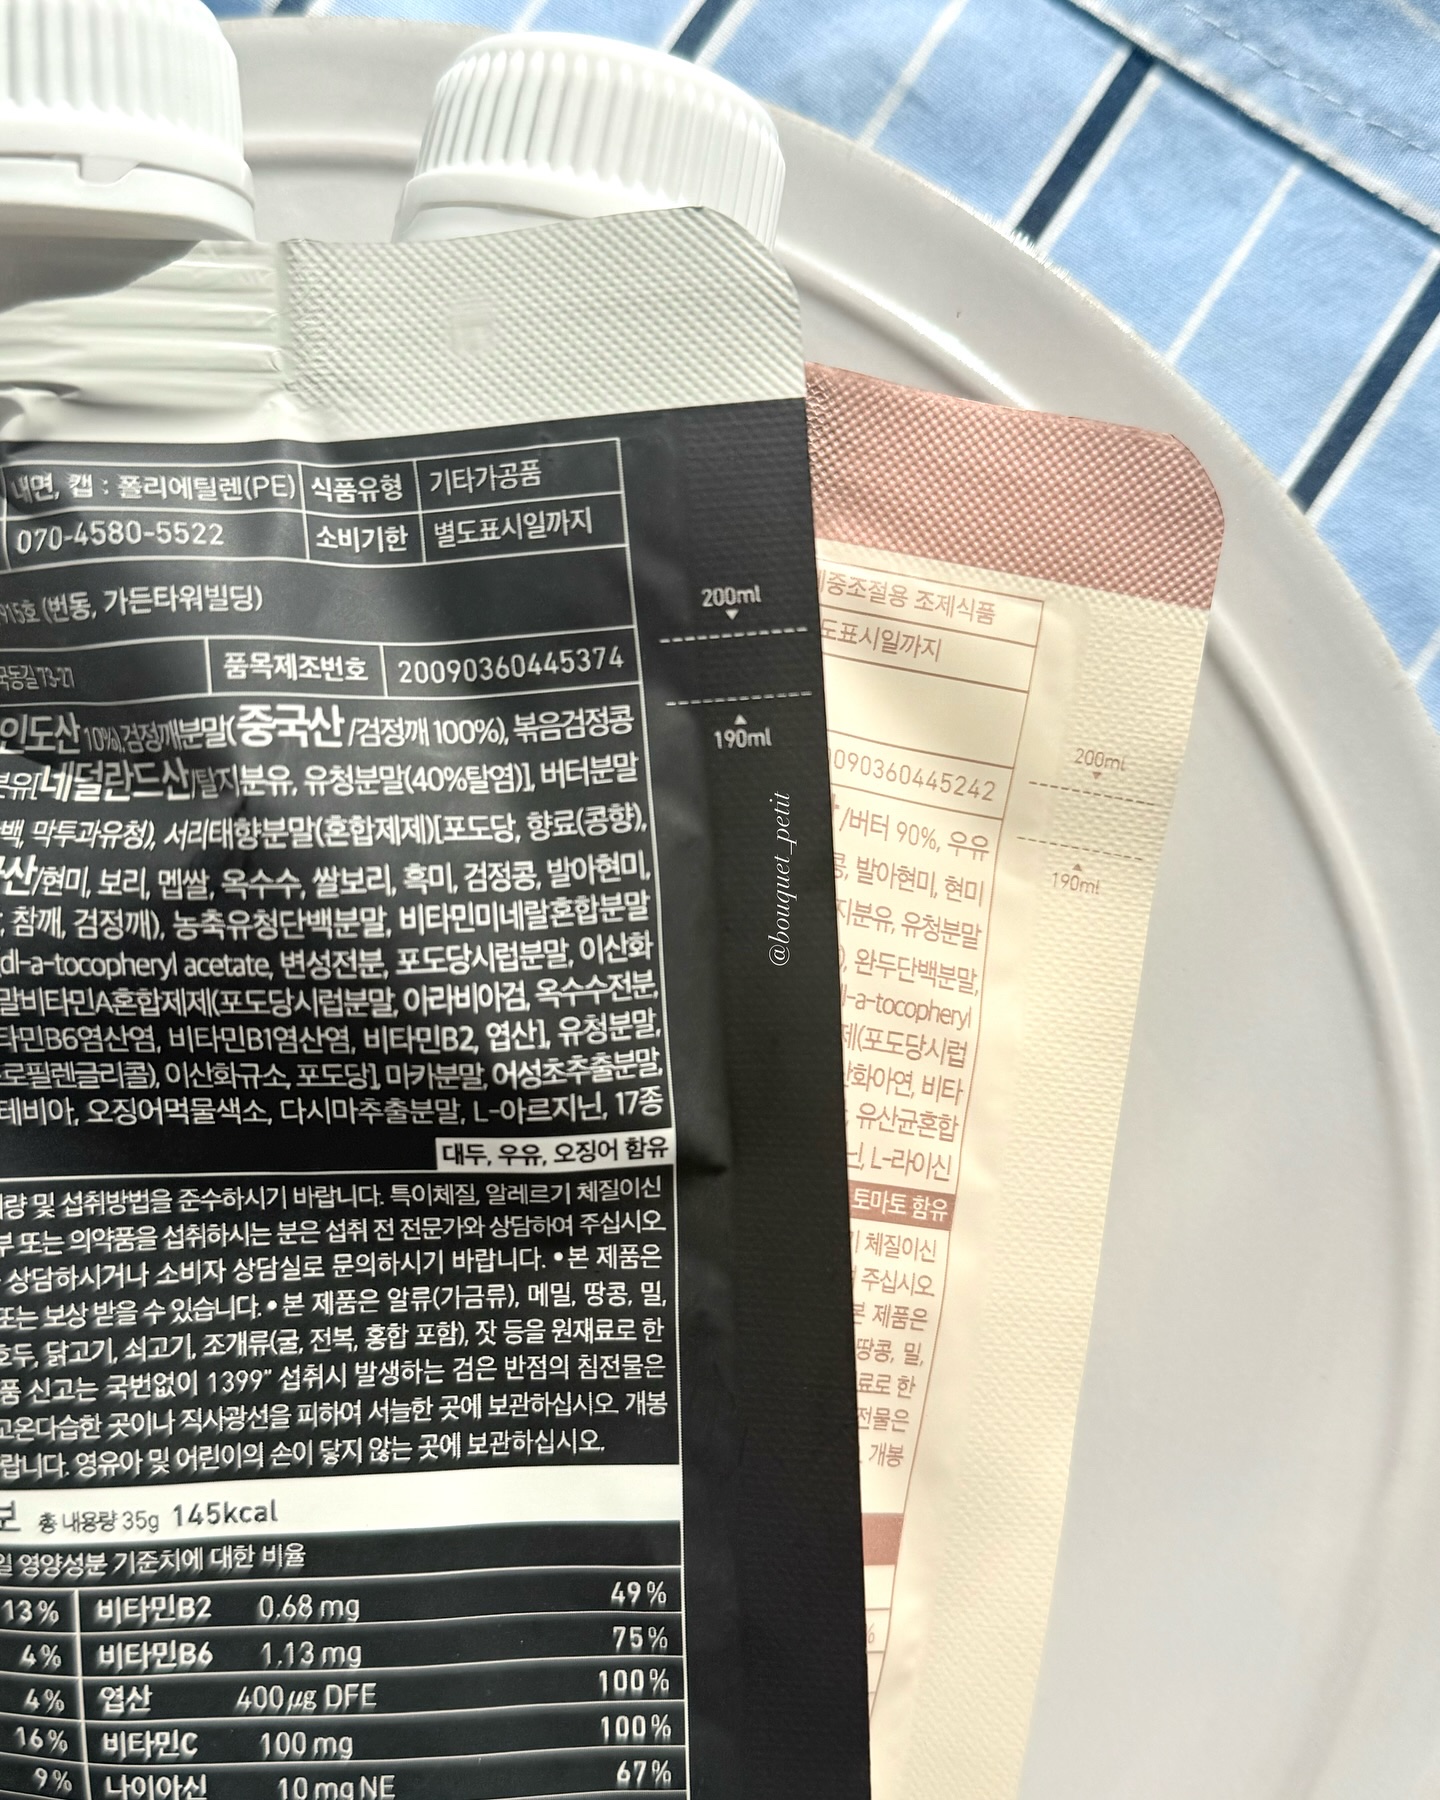 내면, 캡 : 폴리에틸렌(PE) 식품유형 기타가공품
070-4580-5522 소비기한 별도표시일까지
915호 (번동, 가든타워빌딩)
품목제조번호 20090360445374
인도산 10%), 검정깨분말(중국산/검정깨 100%), 볶음검정콩
분유[네덜란드산/탈지분유, 유청분말(40%탈염)], 버터분말
백, 막투과유청), 서리태향분말(혼합제제)[포도당, 향료(콩향),
산/현미, 보리, 멥쌀, 옥수수, 쌀보리, 흑미, 검정콩, 발아현미,
, 참깨, 검정깨), 농축유청단백분말, 비타민미네랄혼합분말
dl-a-tocopheryl acetate, 변성전분, 포도당시럽분말, 이산화
말비타민A혼합제제(포도당시럽분말, 아라비아검, 옥수수전분,
타민B6염산염, 비타민B1염산염, 비타민B2, 엽산], 유청분말,
로필렌글리콜), 이산화규소, 포도당] 마카분말, 어성초추출분말,
테비아, 오징어먹물색소, 다시마추출분말, L-아르지닌, 17종
대두, 우유, 오징어 함유
량 및 섭취방법을 준수하시기 바랍니다. 특이체질, 알레르기 체질이신
부 또는 의약품을 섭취하시는 분은 섭취 전 전문가와 상담하여 주십시오
상담하시거나 소비자 상담실로 문의하시기 바랍니다. •본 제품은
또는 보상 받을 수 있습니다. •본 제품은 알류(가금류), 메밀, 땅콩, 밀,
호두, 닭고기, 쇠고기, 조개류(굴, 전복, 홍합 포함), 잣 등을 원재료로 한
품 신고는 국번없이 1399" 섭취시 발생하는 검은 반점의 침전물은
고온다습한 곳이나 직사광선을 피하여 서늘한 곳에 보관하십시오. 개봉
랍니다. 영유아 및 어린이의 손이 닿지 않는 곳에 보관하십시오.
보 총 내용량 35g 145kcal
일 영양성분 기준치에 대한 비율
13% 비타민B2 0.68 mg 49%
4% 비타민B6 1.13 mg 75%
4% 엽산 400 μg DFE 100%
16% 비타민C 100 mg 100%
9% 나이아신 10 mg NE 67%
200ml
190ml
@bouquet_petit
중조절용 조제식품
도표시일까지
090360445242
/버터 90%, 우유
콩, 발아현미, 현미
지분유, 유청분말
), 완두단백분말,
l-a-tocopheryl
제(포도당시럽
산화아연, 비타
, 유산균혼합
닌, L-라이신
토마토 함유
기 체질이신
주십시오
본 제품은
땅콩, 밀,
료로 한
전물은
개봉
%
200ml
190ml